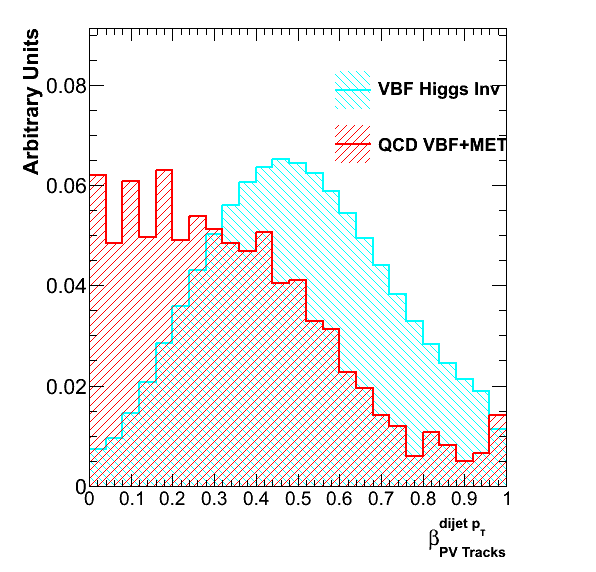 Arbitrary Units
0.08
0.06
0.04
0.02
0
VBF Higgs Inv
QCD VBF+MET
0 0.1 0.2 0.3 0.4 0.5 0.6 0.7 0.8 0.9 1
β dijet p_T PV Tracks